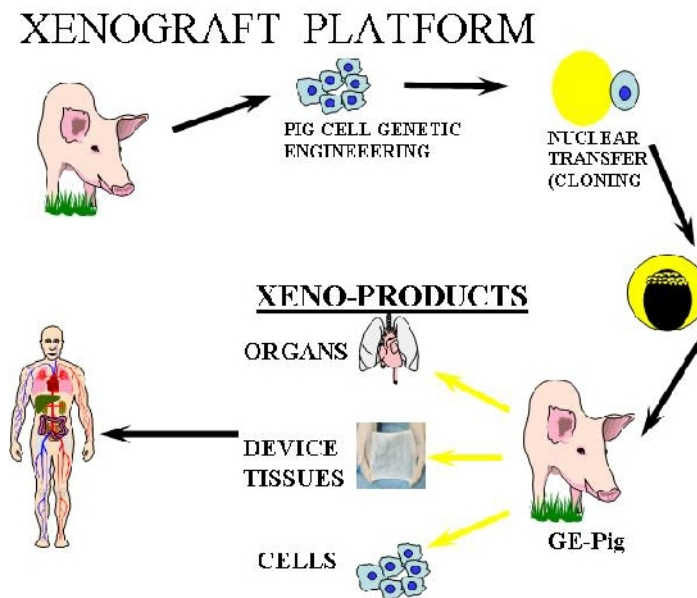 XENOGRAFT PLATFORM
PIG CELL GENETIC
ENGINEEERING
NUCLEAR
TRANSFER
(CLONING
XENO-PRODUCTS
ORGANS
DEVICE
TISSUES
CELLS
GE-Pig